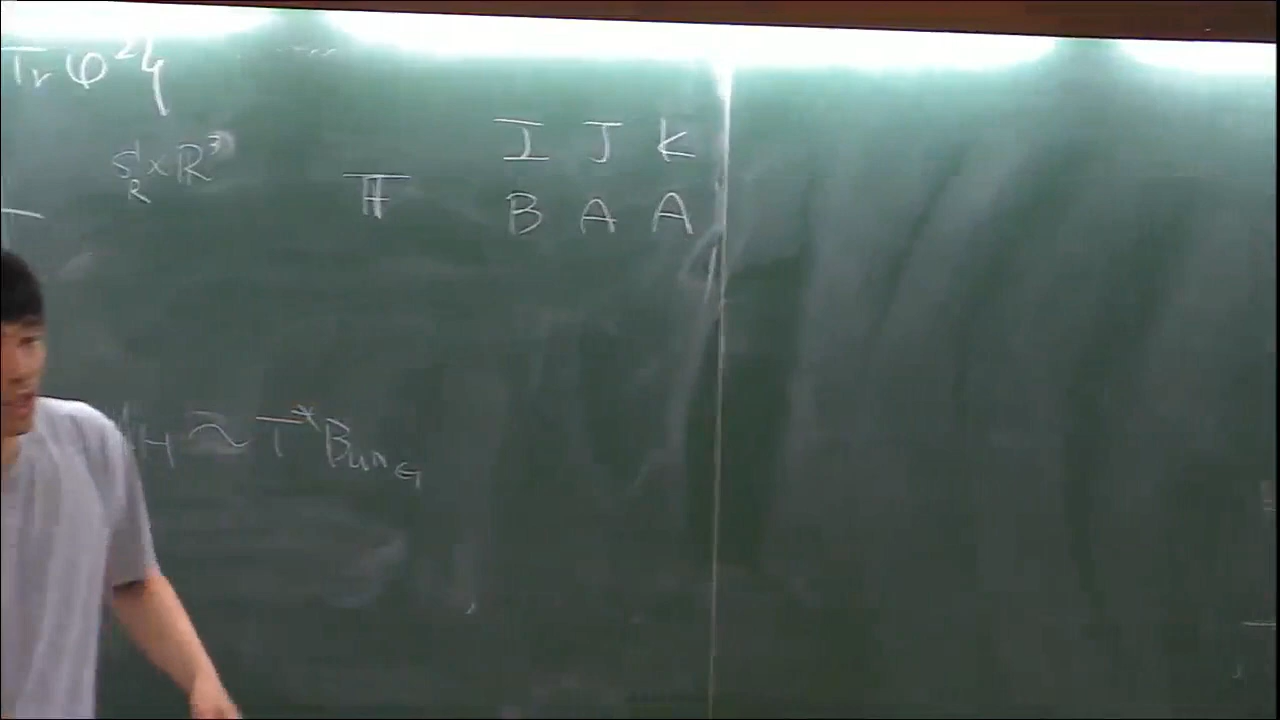 Tr φ² }
S¹_R × R³
I J K
B A A
H ≃ T* Bun_G